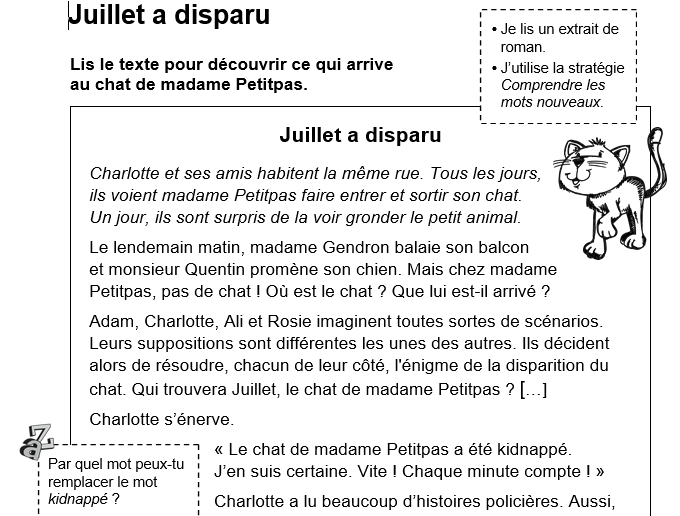 Juillet a disparu
• Je lis un extrait de
roman.
• J'utilise la stratégie
Comprendre les
mots nouveaux.
Lis le texte pour découvrir ce qui arrive
au chat de madame Petitpas.
Juillet a disparu
Charlotte et ses amis habitent la même rue. Tous les jours,
ils voient madame Petitpas faire entrer et sortir son chat.
Un jour, ils sont surpris de la voir gronder le petit animal.
Le lendemain matin, madame Gendron balaie son balcon
et monsieur Quentin promène son chien. Mais chez madame
Petitpas, pas de chat ! Où est le chat ? Que lui est-il arrivé ?
Adam, Charlotte, Ali et Rosie imaginent toutes sortes de scénarios.
Leurs suppositions sont différentes les unes des autres. Ils décident
alors de résoudre, chacun de leur côté, l'énigme de la disparition du
chat. Qui trouvera Juillet, le chat de madame Petitpas ? […]
Charlotte s'énerve.
« Le chat de madame Petitpas a été kidnappé.
J'en suis certaine. Vite ! Chaque minute compte ! »
Charlotte a lu beaucoup d'histoires policières. Aussi,
Za
Par quel mot peux-tu
remplacer le mot
kidnappé ?